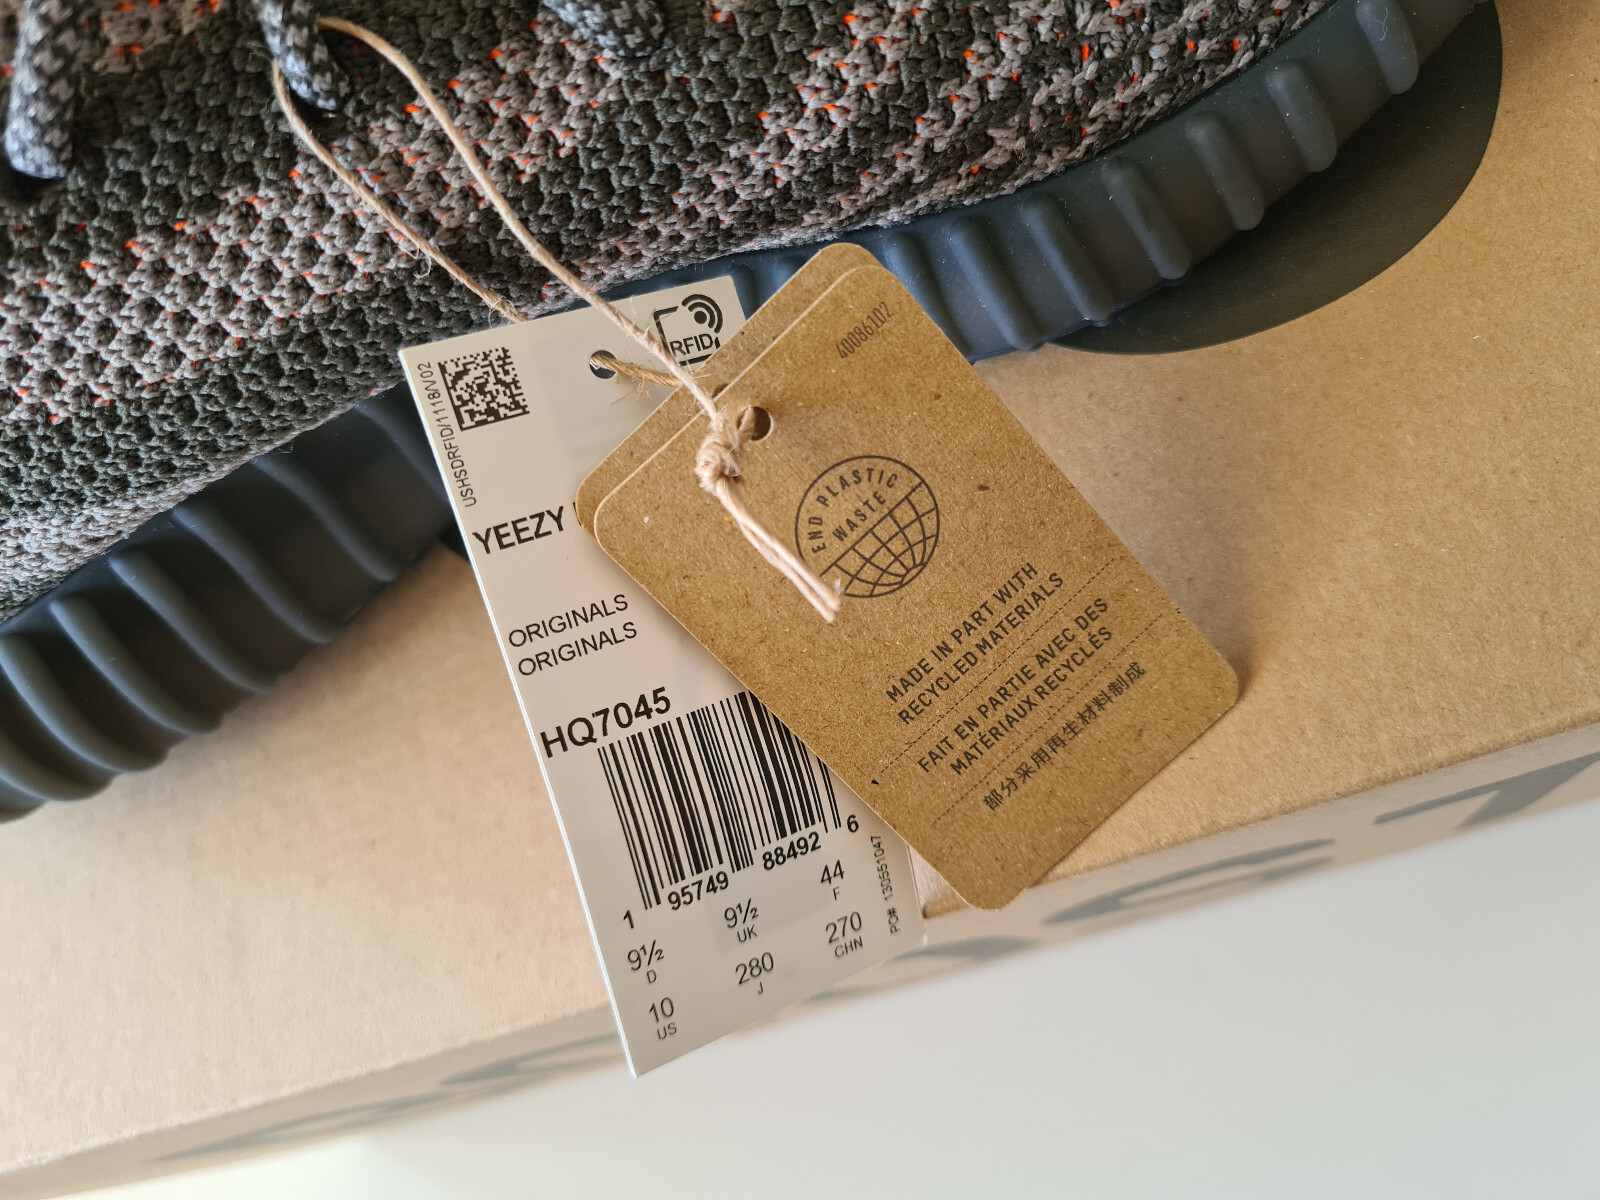 RFID
USHSDRFID/1118/V02
YEEZY
ORIGINALS
ORIGINALS
HQ7045
1 95749 88492 6
9½ 9½ 44
D UK F
10 280 270
US J CHN
PO# 130551047
40086102
END PLASTIC
WASTE
MADE IN PART WITH
RECYCLED MATERIALS
FAIT EN PARTIE AVEC DES
MATÉRIAUX RECYCLÉS
部分采用再生材料制成